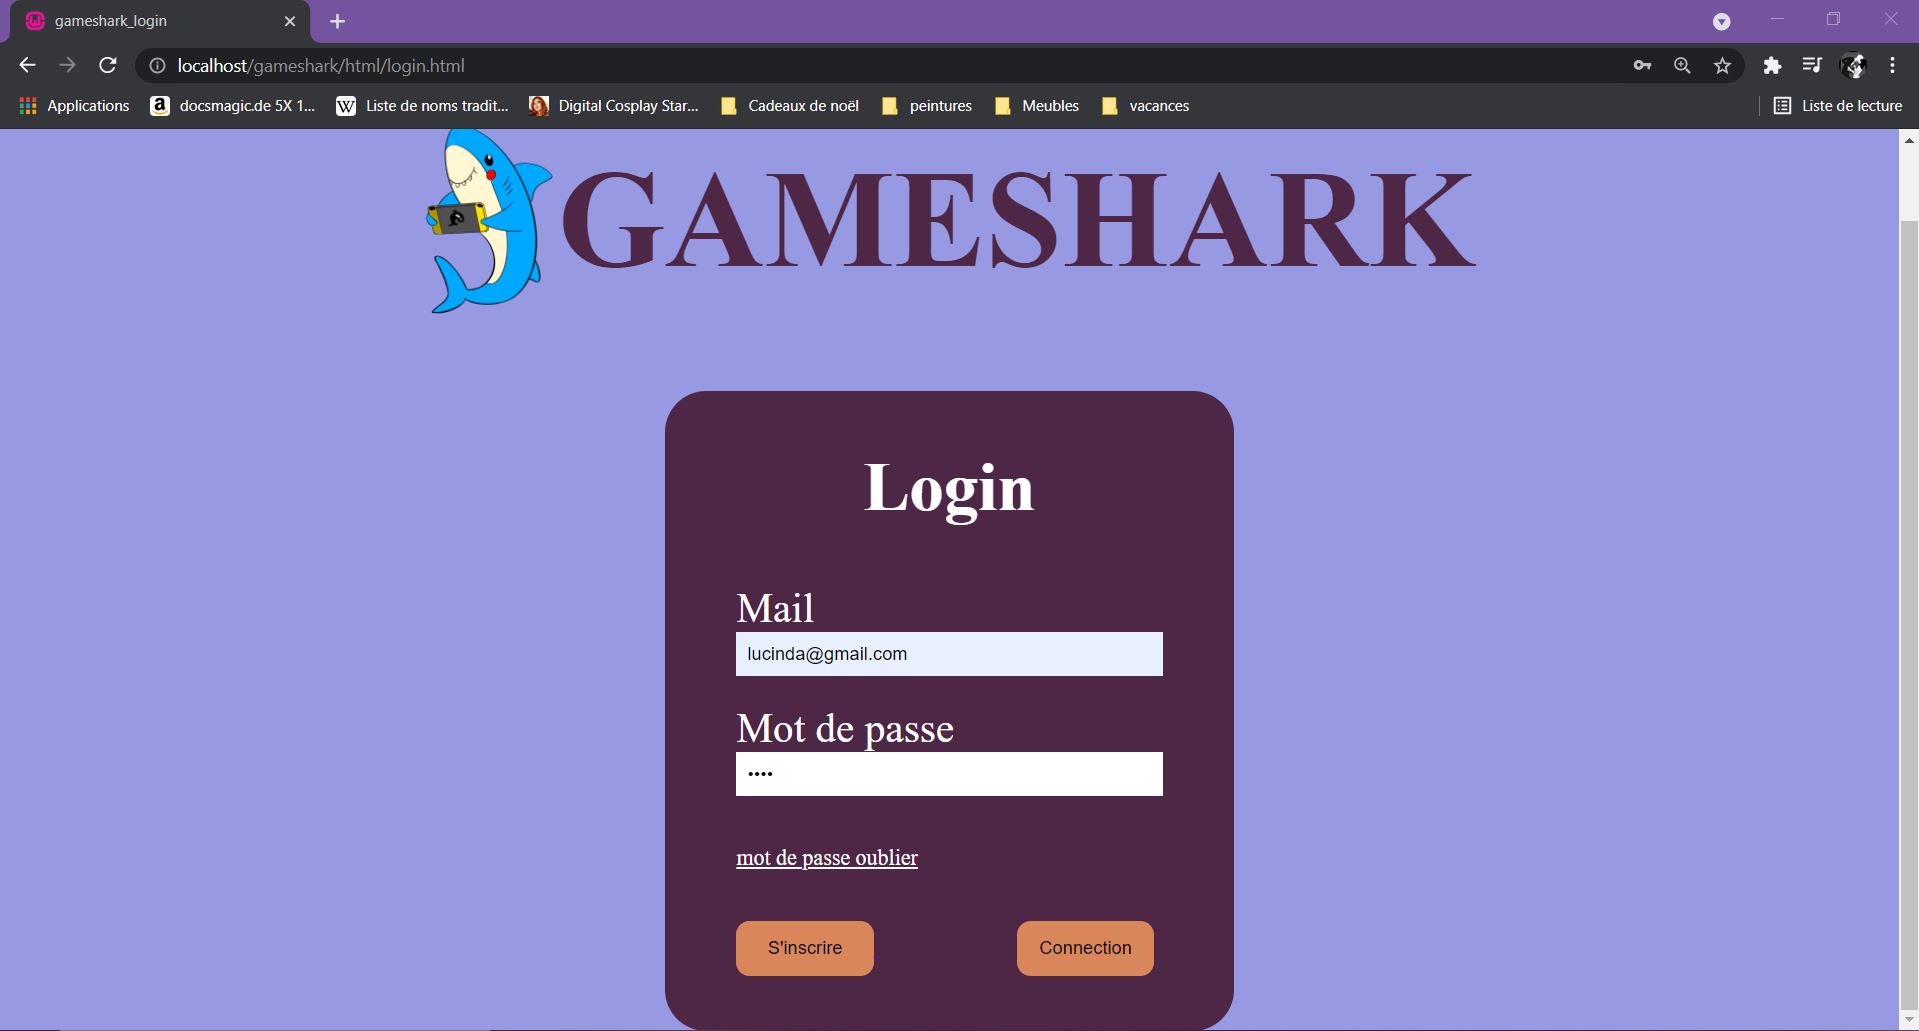 gameshark_login
localhost/gameshark/html/login.html
Applications docsmagic.de 5X 1... Liste de noms tradit... Digital Cosplay Star... Cadeaux de noël peintures Meubles vacances Liste de lecture
GAMESHARK
Login
Mail
lucinda@gmail.com
Mot de passe
••••
mot de passe oublier
S'inscrire Connection